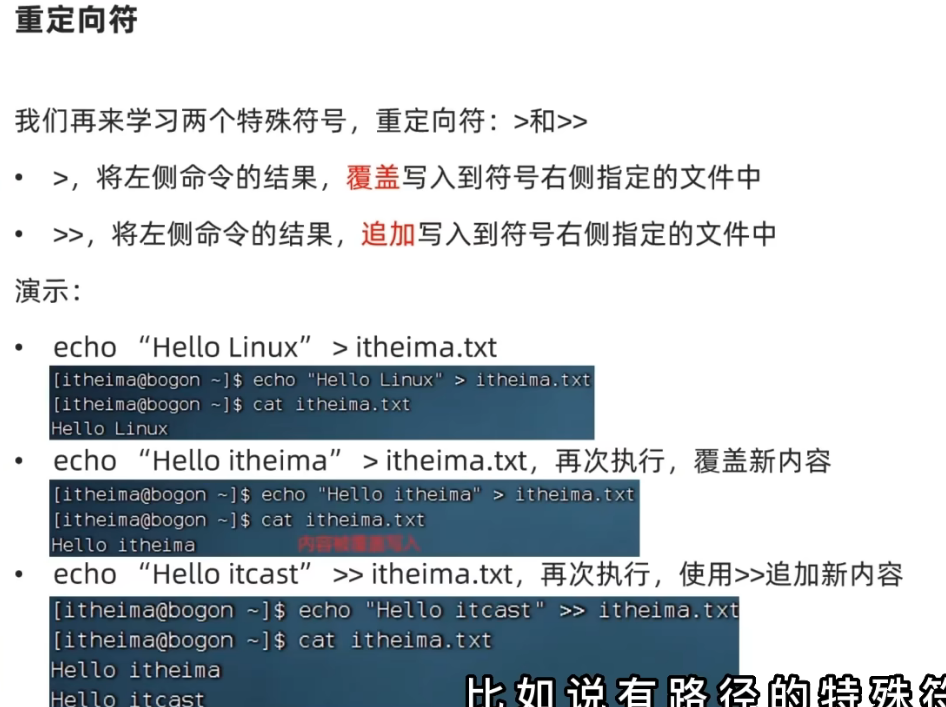 重定向符
我们再来学习两个特殊符号，重定向符：>和>>
• >，将左侧命令的结果，覆盖写入到符号右侧指定的文件中
• >>，将左侧命令的结果，追加写入到符号右侧指定的文件中
演示：
• echo “Hello Linux” > itheima.txt
[itheima@bogon ~]$ echo "Hello Linux" > itheima.txt
[itheima@bogon ~]$ cat itheima.txt
Hello Linux
• echo “Hello itheima” > itheima.txt，再次执行，覆盖新内容
[itheima@bogon ~]$ echo "Hello itheima" > itheima.txt
[itheima@bogon ~]$ cat itheima.txt
Hello itheima 内容被覆盖写入
• echo “Hello itcast” >> itheima.txt，再次执行，使用>>追加新内容
[itheima@bogon ~]$ echo "Hello itcast" >> itheima.txt
[itheima@bogon ~]$ cat itheima.txt
Hello itheima
Hello itcast
比如说有路径的特殊符